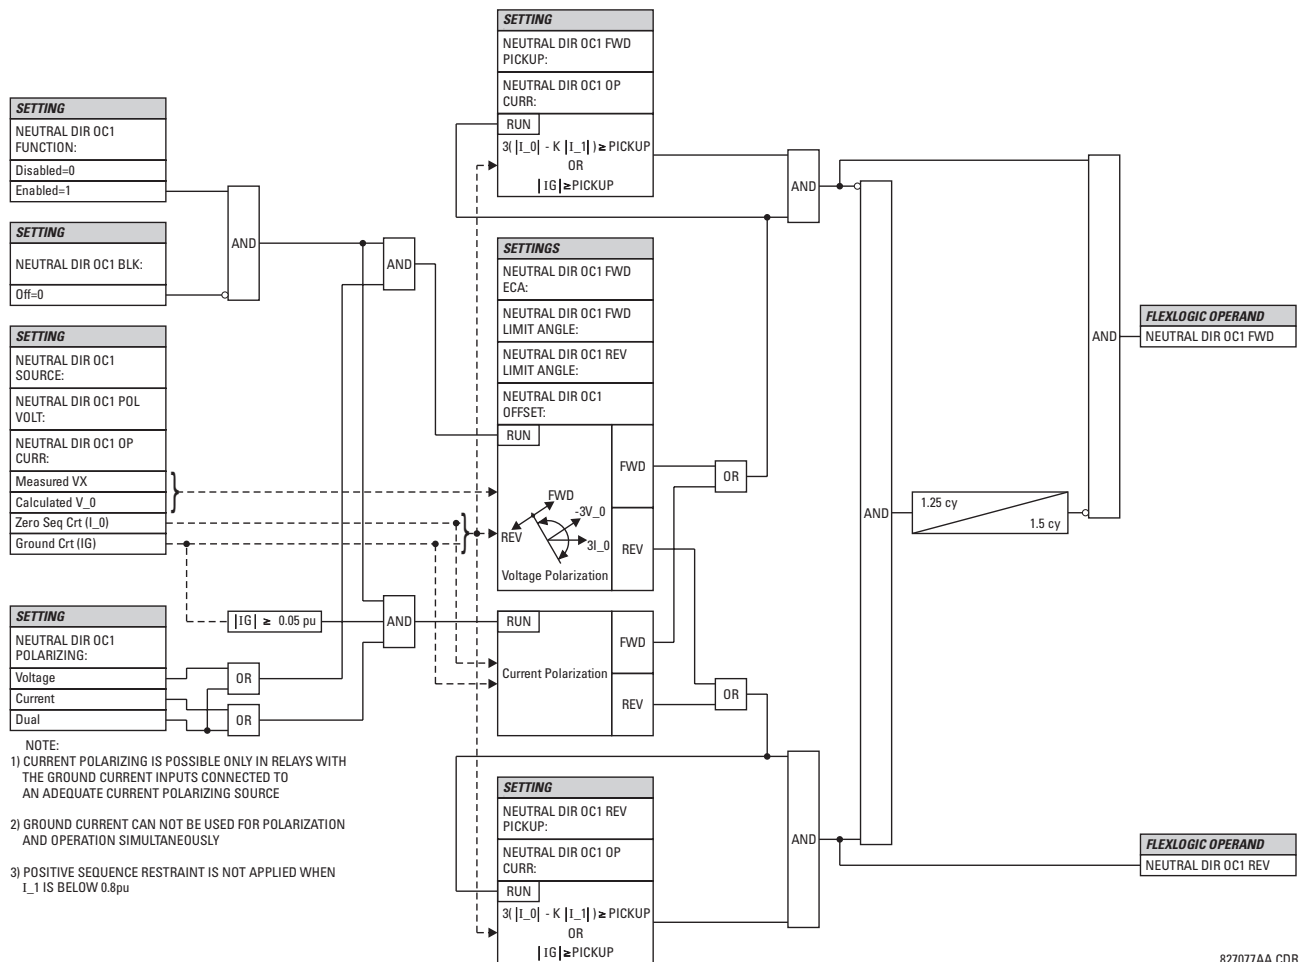 SETTING
NEUTRAL DIR OC1
FUNCTION:
Disabled=0
Enabled=1
SETTING
NEUTRAL DIR OC1 BLK:
Off=0
SETTING
NEUTRAL DIR OC1
SOURCE:
NEUTRAL DIR OC1 POL
VOLT:
NEUTRAL DIR OC1 OP
CURR:
Measured VX
Calculated V_0
Zero Seq Crt (I_0)
Ground Crt (IG)
SETTING
NEUTRAL DIR OC1
POLARIZING:
Voltage
Current
Dual
OR
OR
NOTE:
1) CURRENT POLARIZING IS POSSIBLE ONLY IN RELAYS WITH
THE GROUND CURRENT INPUTS CONNECTED TO
AN ADEQUATE CURRENT POLARIZING SOURCE
2) GROUND CURRENT CAN NOT BE USED FOR POLARIZATION
AND OPERATION SIMULTANEOUSLY
3) POSITIVE SEQUENCE RESTRAINT IS NOT APPLIED WHEN
I_1 IS BELOW 0.8pu
AND
AND
|IG| ≥ 0.05 pu
AND
SETTING
NEUTRAL DIR OC1 FWD
PICKUP:
NEUTRAL DIR OC1 OP
CURR:
RUN
3( |I_0| - K |I_1| ) ≥ PICKUP
OR
|IG| ≥ PICKUP
SETTINGS
NEUTRAL DIR OC1 FWD
ECA:
NEUTRAL DIR OC1 FWD
LIMIT ANGLE:
NEUTRAL DIR OC1 REV
LIMIT ANGLE:
NEUTRAL DIR OC1
OFFSET:
RUN
FWD
FWD
-3V_0
REV
3I_0
REV
Voltage Polarization
RUN
FWD
Current Polarization
REV
SETTING
NEUTRAL DIR OC1 REV
PICKUP:
NEUTRAL DIR OC1 OP
CURR:
RUN
3( |I_0| - K |I_1| ) ≥ PICKUP
OR
|IG| ≥ PICKUP
OR
OR
AND
AND
AND
1.25 cy
1.5 cy
AND
FLEXLOGIC OPERAND
NEUTRAL DIR OC1 FWD
FLEXLOGIC OPERAND
NEUTRAL DIR OC1 REV
827077AA.CDR